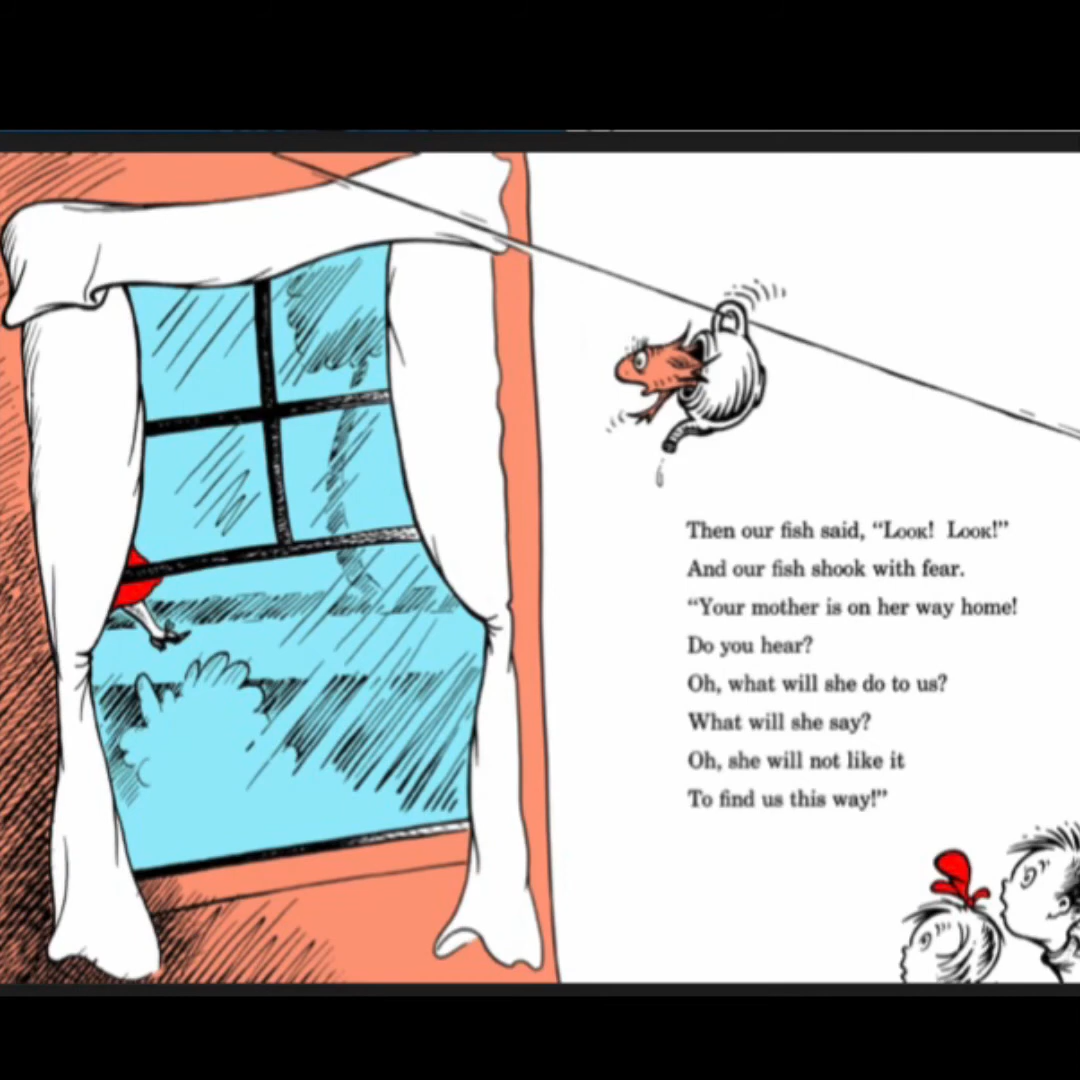 Then our fish said, “LOOK! LOOK!”
And our fish shook with fear.
“Your mother is on her way home!
Do you hear?
Oh, what will she do to us?
What will she say?
Oh, she will not like it
To find us this way!”